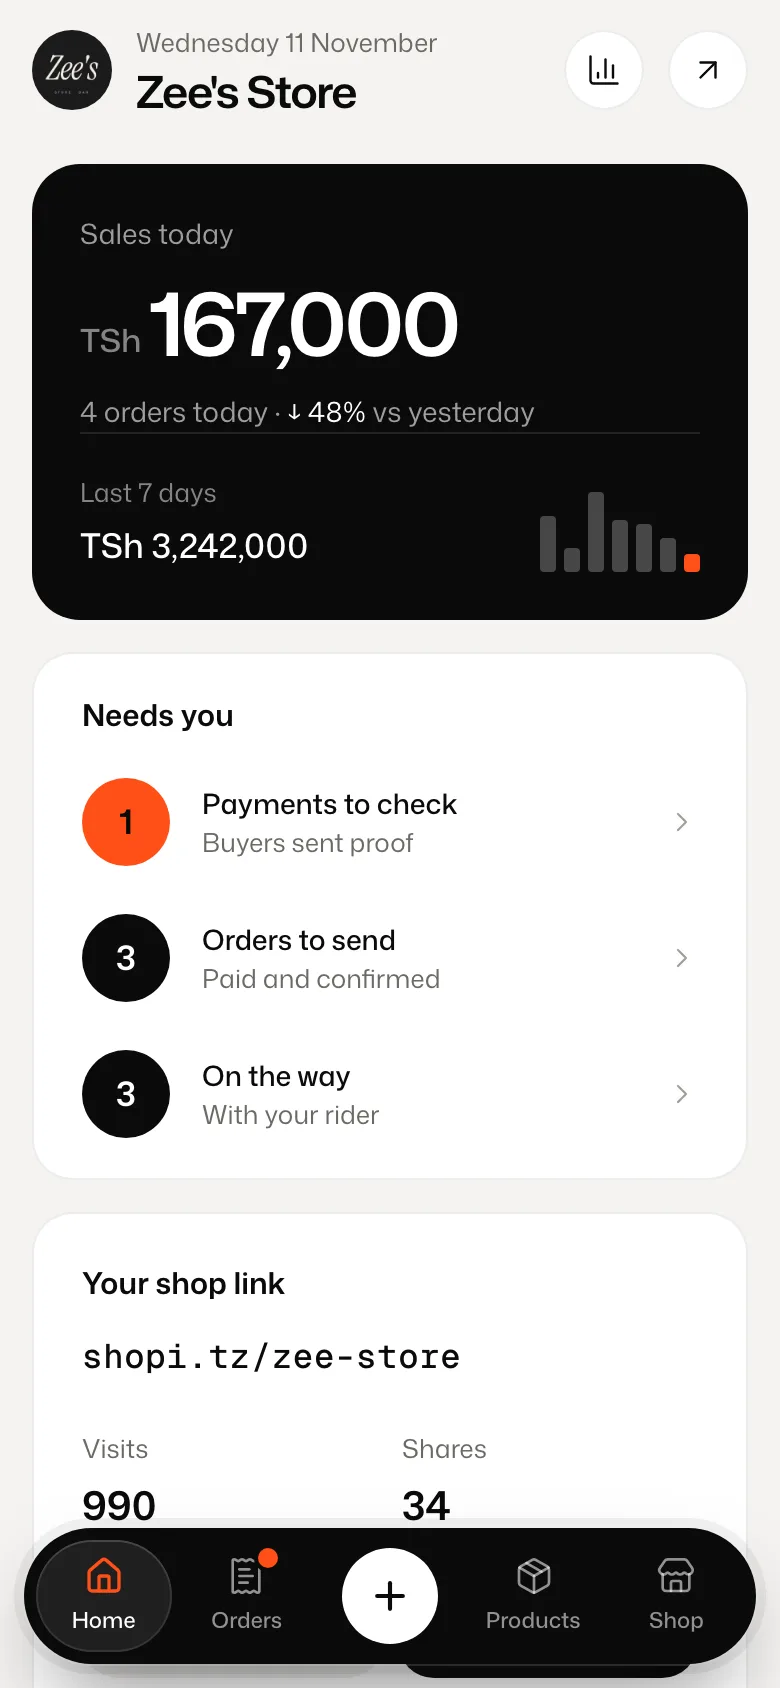 Zee's
Wednesday 11 November
Zee's Store
Sales today
TSh 167,000
4 orders today · ↓ 48% vs yesterday
Last 7 days
TSh 3,242,000
Needs you
1
Payments to check
Buyers sent proof
3
Orders to send
Paid and confirmed
3
On the way
With your rider
Your shop link
shopi.tz/zee-store
Visits
Shares
990
34
Home
Orders
Products
Shop